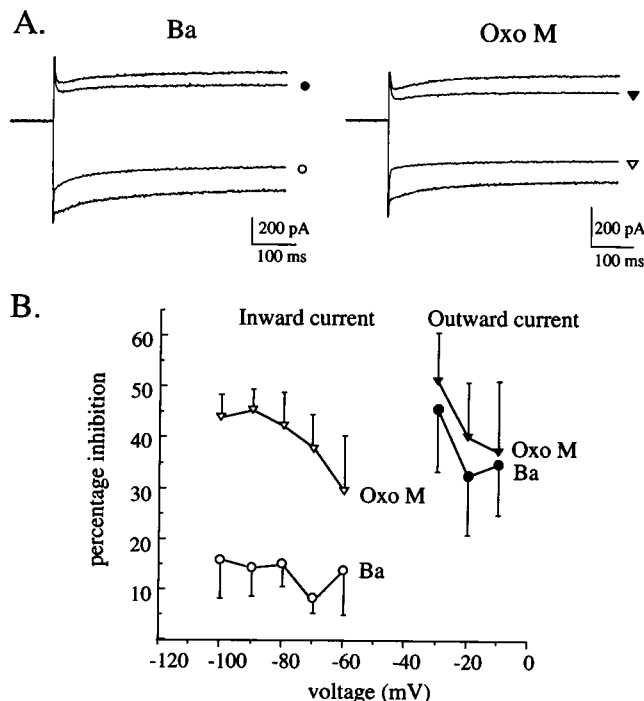 A.
Ba
Oxo M
200 pA
100 ms
200 pA
100 ms
B.
Inward current
Outward current
percentage inhibition
60
50
40
30
20
10
Oxo M
Ba
Oxo M
Ba
-120
-100
-80
-60
-40
-20
0
voltage (mV)